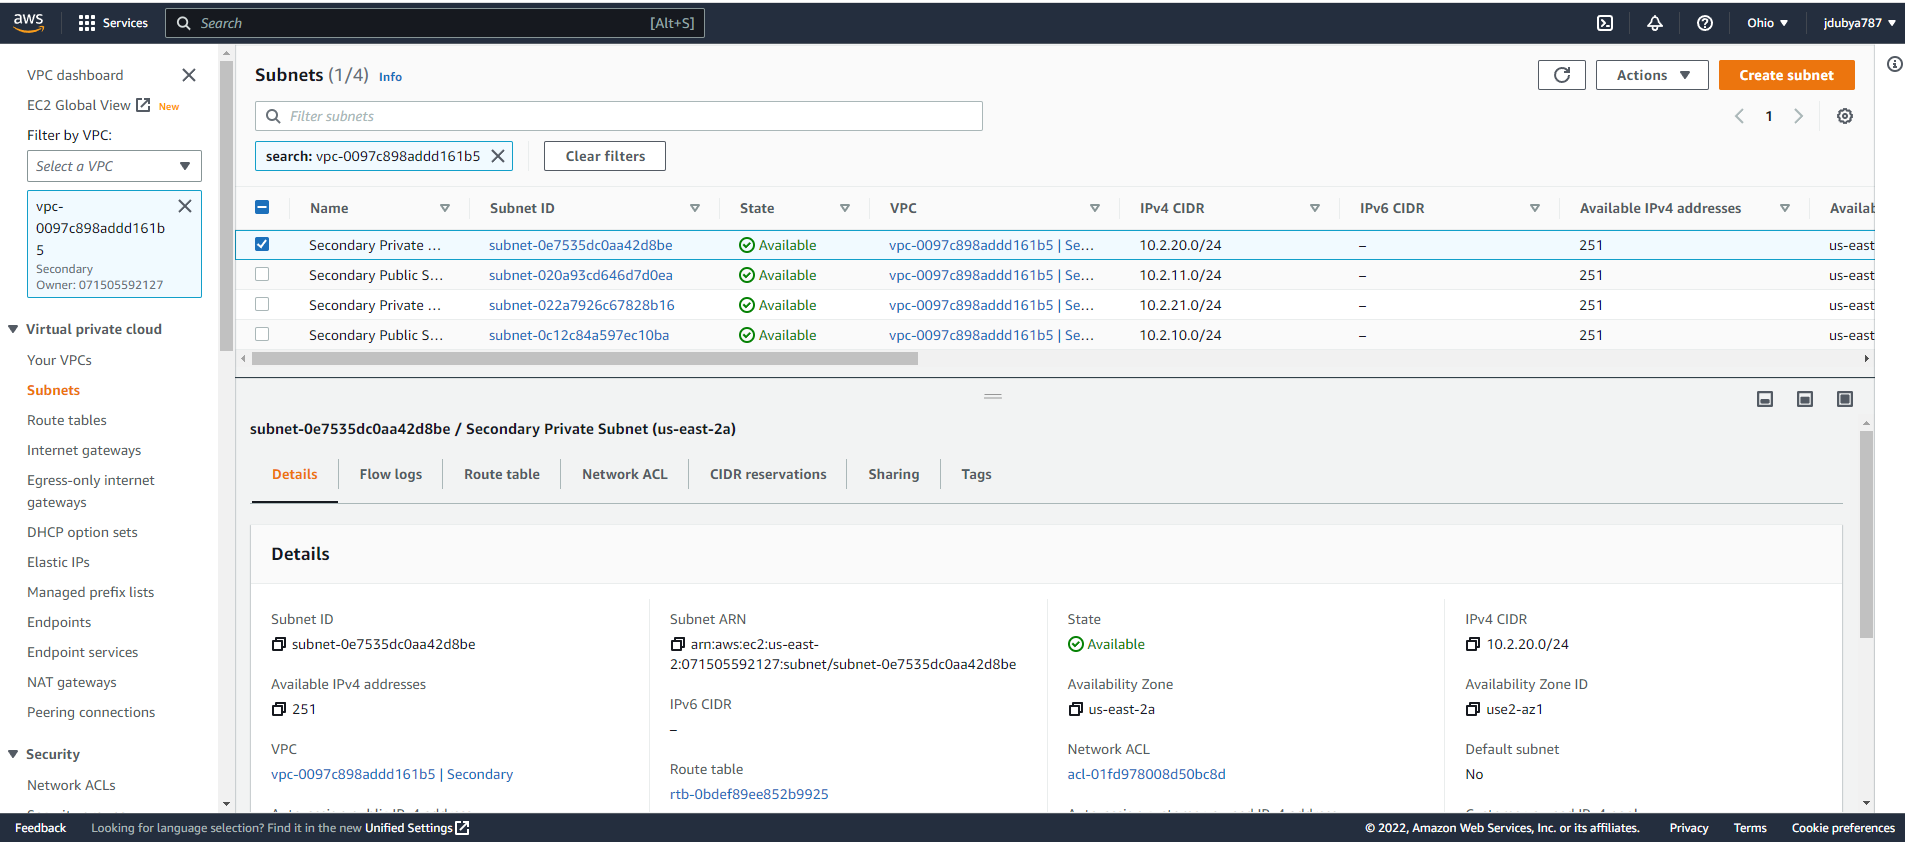 aws
Services
Search
[Alt+S]
Ohio
jdubya787
VPC dashboard
EC2 Global View New
Filter by VPC:
Select a VPC
vpc-
0097c898addd161b
5
Secondary
Owner: 071505592127
Virtual private cloud
Your VPCs
Subnets
Route tables
Internet gateways
Egress-only internet
gateways
DHCP option sets
Elastic IPs
Managed prefix lists
Endpoints
Endpoint services
NAT gateways
Peering connections
Security
Network ACLs
Subnets (1/4) Info
Actions
Create subnet
Filter subnets
1
search: vpc-0097c898addd161b5
Clear filters
Name Subnet ID State VPC IPv4 CIDR IPv6 CIDR Available IPv4 addresses Availab
Secondary Private ... subnet-0e7535dc0aa42d8be Available vpc-0097c898addd161b5 | Se... 10.2.20.0/24 – 251 us-east
Secondary Public S... subnet-020a93cd646d7d0ea Available vpc-0097c898addd161b5 | Se... 10.2.11.0/24 – 251 us-east
Secondary Private ... subnet-022a7926c67828b16 Available vpc-0097c898addd161b5 | Se... 10.2.21.0/24 – 251 us-east
Secondary Public S... subnet-0c12c84a597ec10ba Available vpc-0097c898addd161b5 | Se... 10.2.10.0/24 – 251 us-east
subnet-0e7535dc0aa42d8be / Secondary Private Subnet (us-east-2a)
Details Flow logs Route table Network ACL CIDR reservations Sharing Tags
Details
Subnet ID
subnet-0e7535dc0aa42d8be
Available IPv4 addresses
251
VPC
vpc-0097c898addd161b5 | Secondary
Subnet ARN
arn:aws:ec2:us-east-
2:071505592127:subnet/subnet-0e7535dc0aa42d8be
IPv6 CIDR
–
Route table
rtb-0bdef89ee852b9925
State
Available
Availability Zone
us-east-2a
Network ACL
acl-01fd978008d50bc8d
IPv4 CIDR
10.2.20.0/24
Availability Zone ID
use2-az1
Default subnet
No
Feedback Looking for language selection? Find it in the new Unified Settings © 2022, Amazon Web Services, Inc. or its affiliates. Privacy Terms Cookie preferences